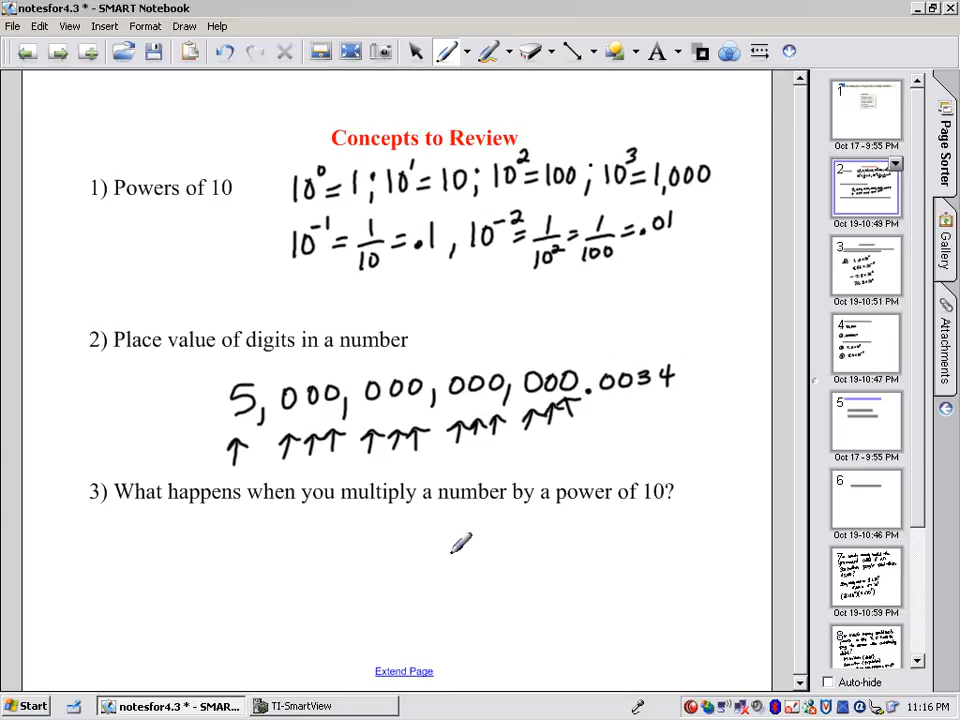 notesfor4.3 * - SMART Notebook
File Edit View Insert Format Draw Help
Concepts to Review
1) Powers of 10
10⁰=1; 10¹=10; 10²=100; 10³=1,000
10⁻¹=1/10=.1, 10⁻²=1/10²=1/100=.01
2) Place value of digits in a number
5,000,000,000,000.0034
↑ ↑↑↑ ↑↑↑ ↑↑↑ ↑↑↑
3) What happens when you multiply a number by a power of 10?
Extend Page
1
Oct 17 - 9:55 PM
2
Oct 19-10:49 PM
3
Oct 19-10:51 PM
4
Oct 19-10:47 PM
5
Oct 17 - 9:55 PM
6
Oct 19-10:46 PM
Oct 19-10:59 PM
Page Sorter
Gallery
Attachments
Auto-hide
Start
notesfor4.3 * - SMAR...
TI-SmartView
11:16 PM